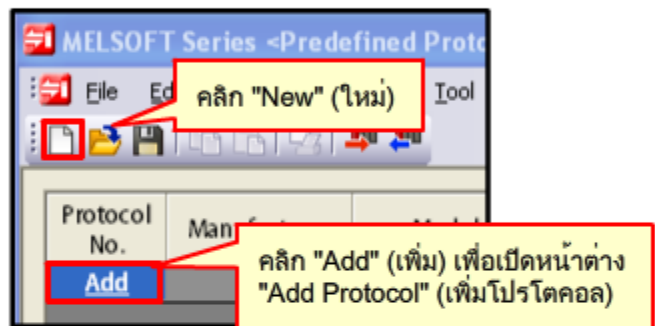 MELSOFT Series <Predefined Proto
File Ed Tool
คลิก "New" (ใหม่)
Protocol No.
Add
คลิก "Add" (เพิ่ม) เพื่อเปิดหน้าต่าง
"Add Protocol" (เพิ่มโปรโตคอล)